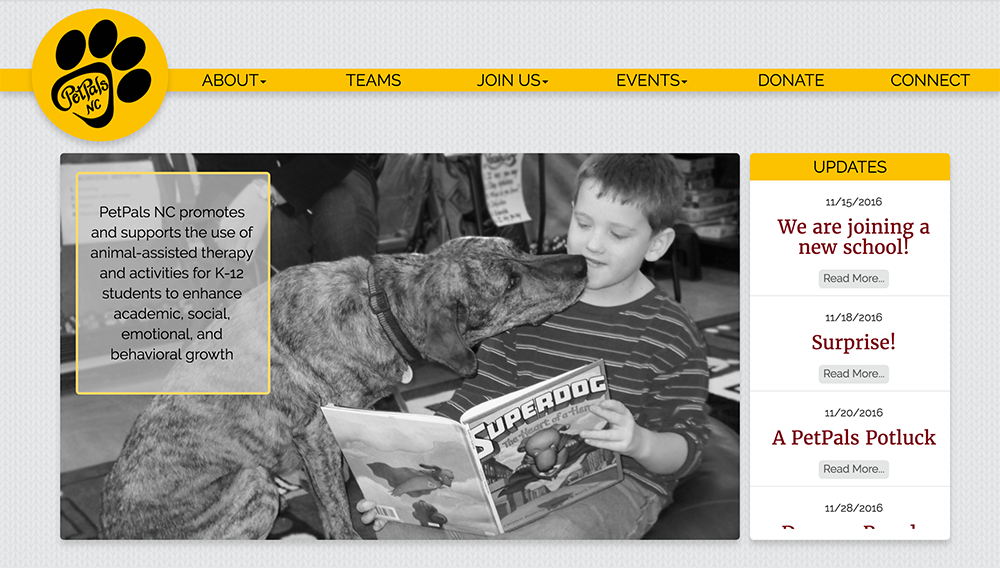 PetPals
NC
ABOUT
TEAMS
JOIN US
EVENTS
DONATE
CONNECT
PetPals NC promotes
and supports the use of
animal-assisted therapy
and activities for K-12
students to enhance
academic, social,
emotional, and
behavioral growth
SUPERDOG
The Heart of a Hero
UPDATES
11/15/2016
We are joining a
new school!
Read More...
11/18/2016
Surprise!
Read More...
11/20/2016
A PetPals Potluck
Read More...
11/28/2016